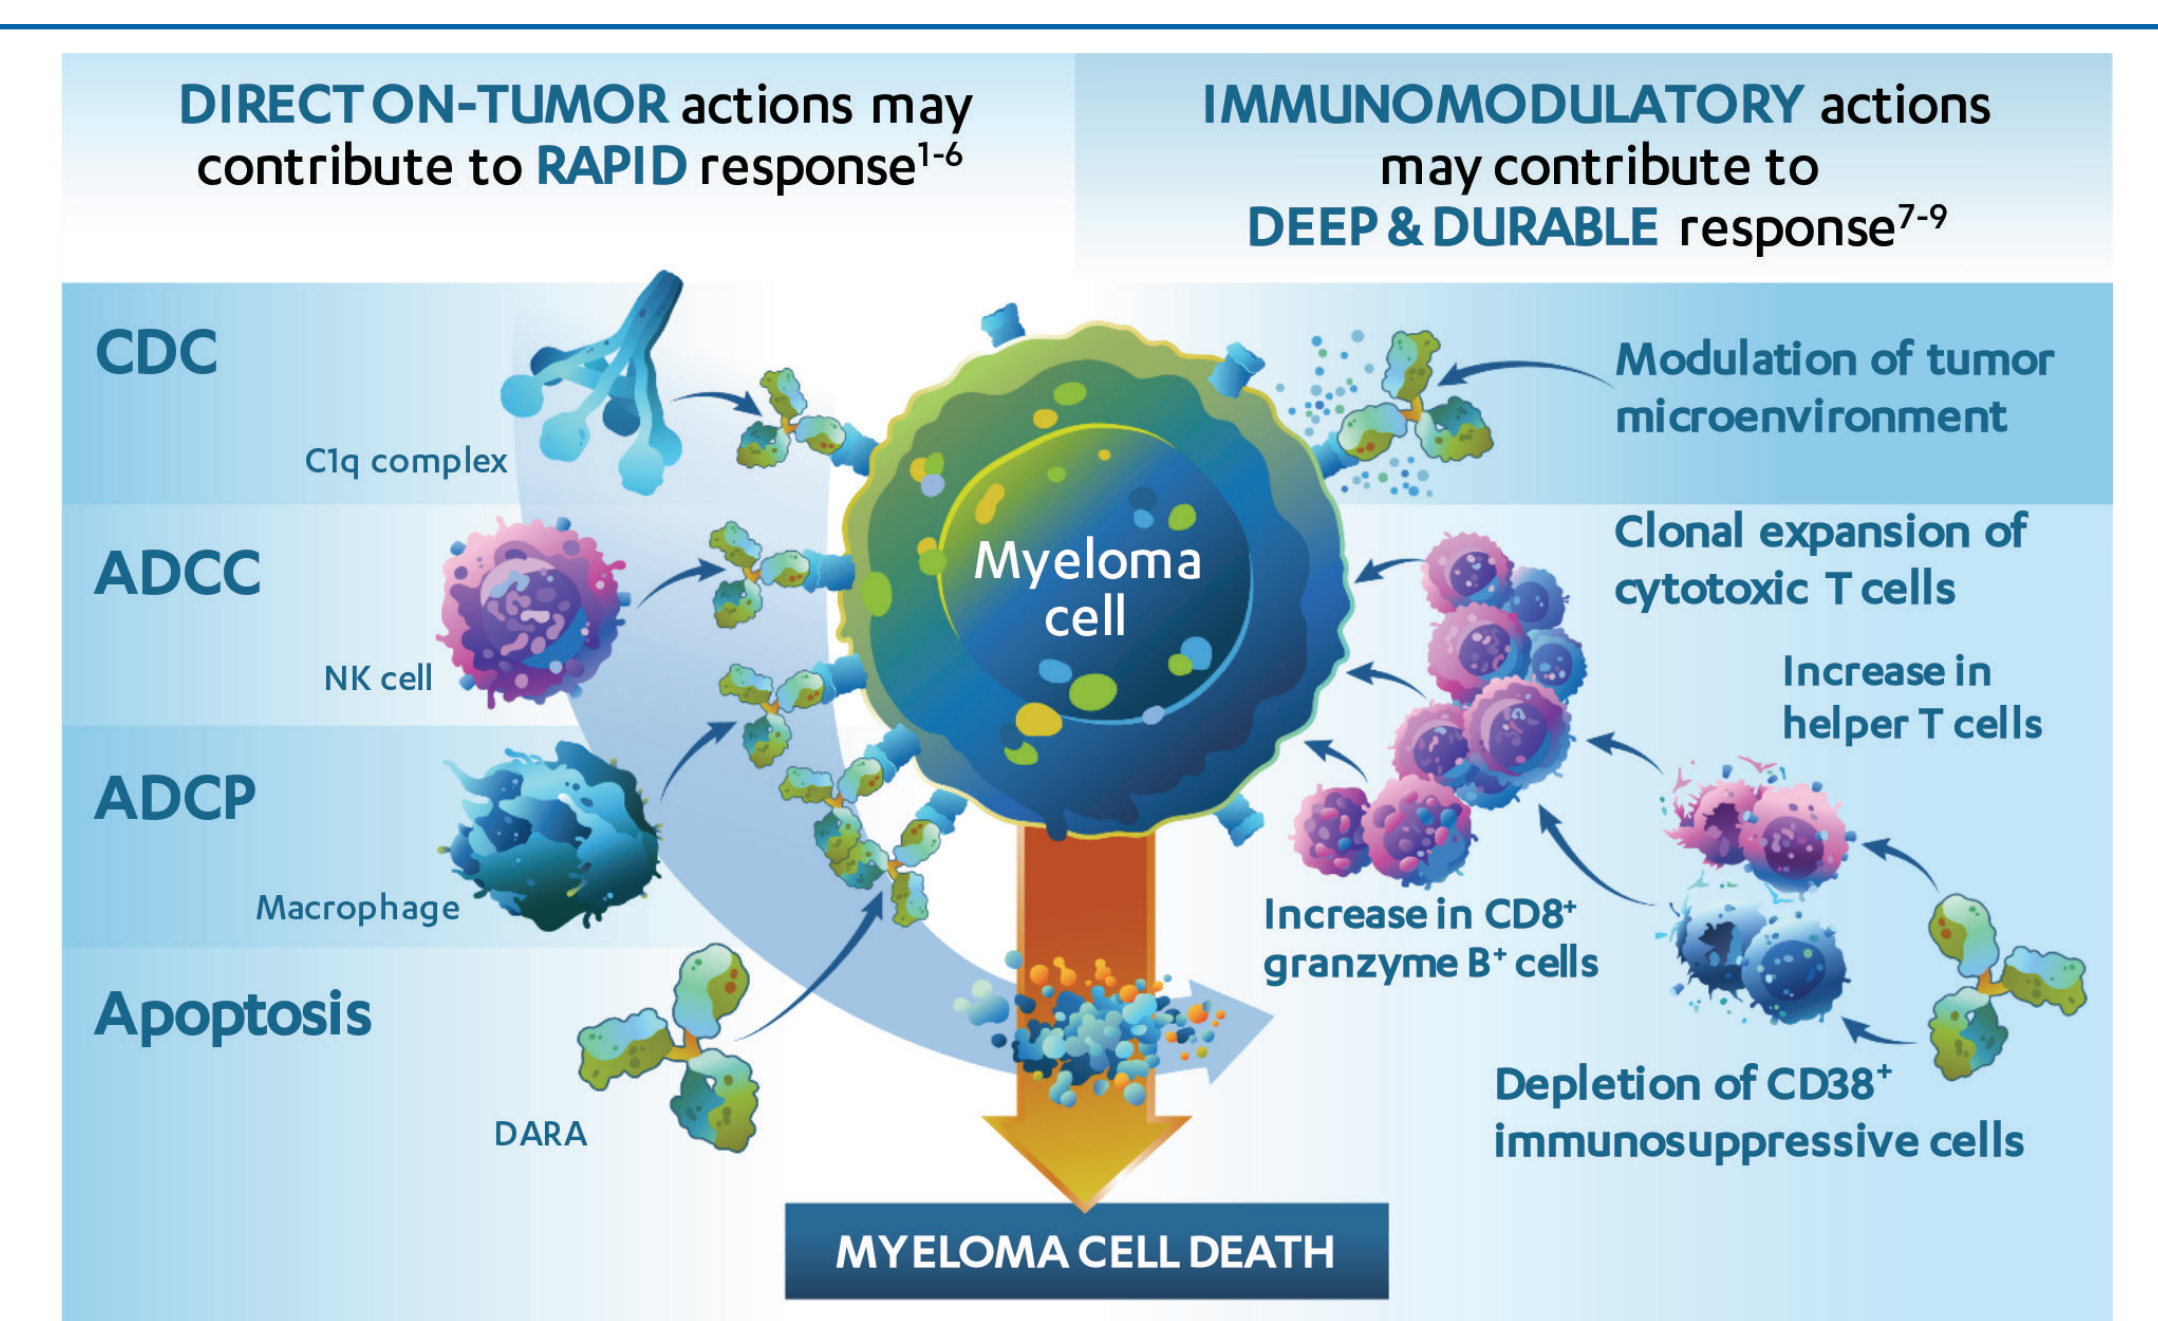 DIRECT ON-TUMOR actions may
contribute to RAPID response¹⁻⁶
IMMUNOMODULATORY actions
may contribute to
DEEP & DURABLE response⁷⁻⁹
CDC
C1q complex
ADCC
NK cell
ADCP
Macrophage
Apoptosis
DARA
Myeloma
cell
Modulation of tumor
microenvironment
Clonal expansion of
cytotoxic T cells
Increase in
helper T cells
Increase in CD8⁺
granzyme B⁺ cells
Depletion of CD38⁺
immunosuppressive cells
MYELOMA CELL DEATH